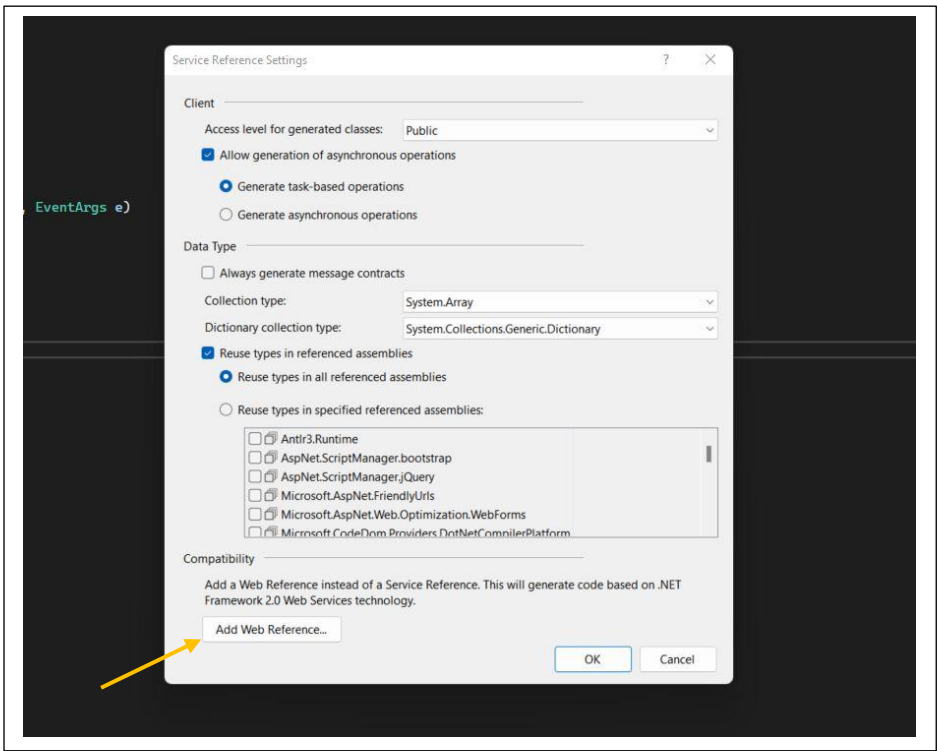 Service Reference Settings ?
Client
Access level for generated classes: Public
Allow generation of asynchronous operations
Generate task-based operations
, EventArgs e)
Generate asynchronous operations
Data Type
Always generate message contracts
Collection type: System.Array
Dictionary collection type: System.Collections.Generic.Dictionary
Reuse types in referenced assemblies
Reuse types in all referenced assemblies
Reuse types in specified referenced assemblies:
Antlr3.Runtime
AspNet.ScriptManager.bootstrap
AspNet.ScriptManager.jQuery
Microsoft.AspNet.FriendlyUrls
Microsoft.AspNet.Web.Optimization.WebForms
Microsoft.CodeDom.Providers.DotNetCompilerPlatform
Compatibility
Add a Web Reference instead of a Service Reference. This will generate code based on .NET
Framework 2.0 Web Services technology.
Add Web Reference...
OK Cancel